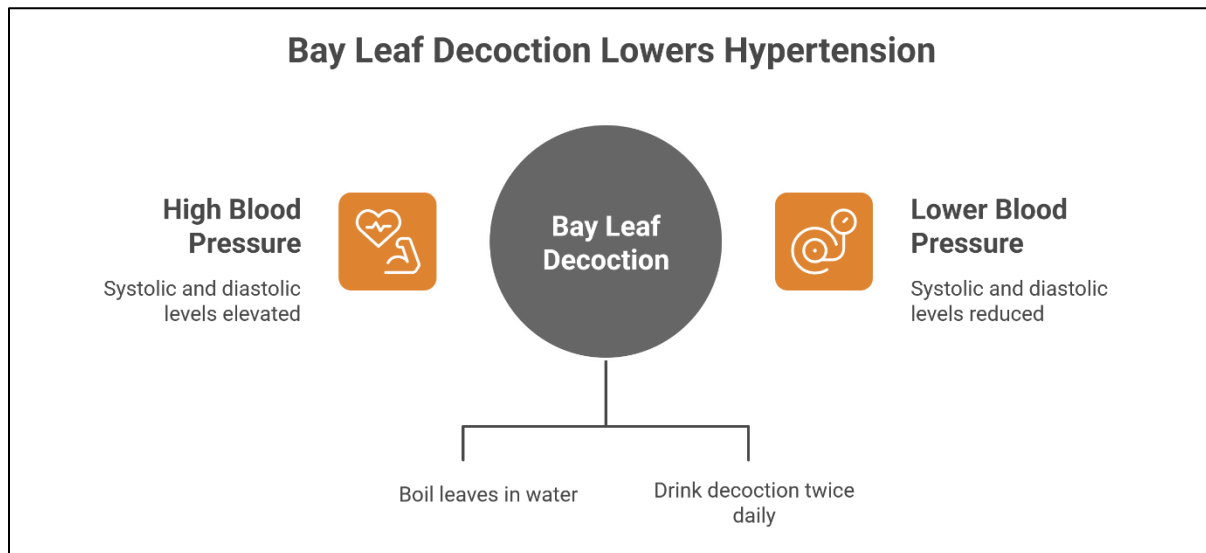 Bay Leaf Decoction Lowers Hypertension
High Blood
Pressure
Systolic and diastolic
levels elevated
Bay Leaf
Decoction
Lower Blood
Pressure
Systolic and diastolic
levels reduced
Boil leaves in water
Drink decoction twice
daily